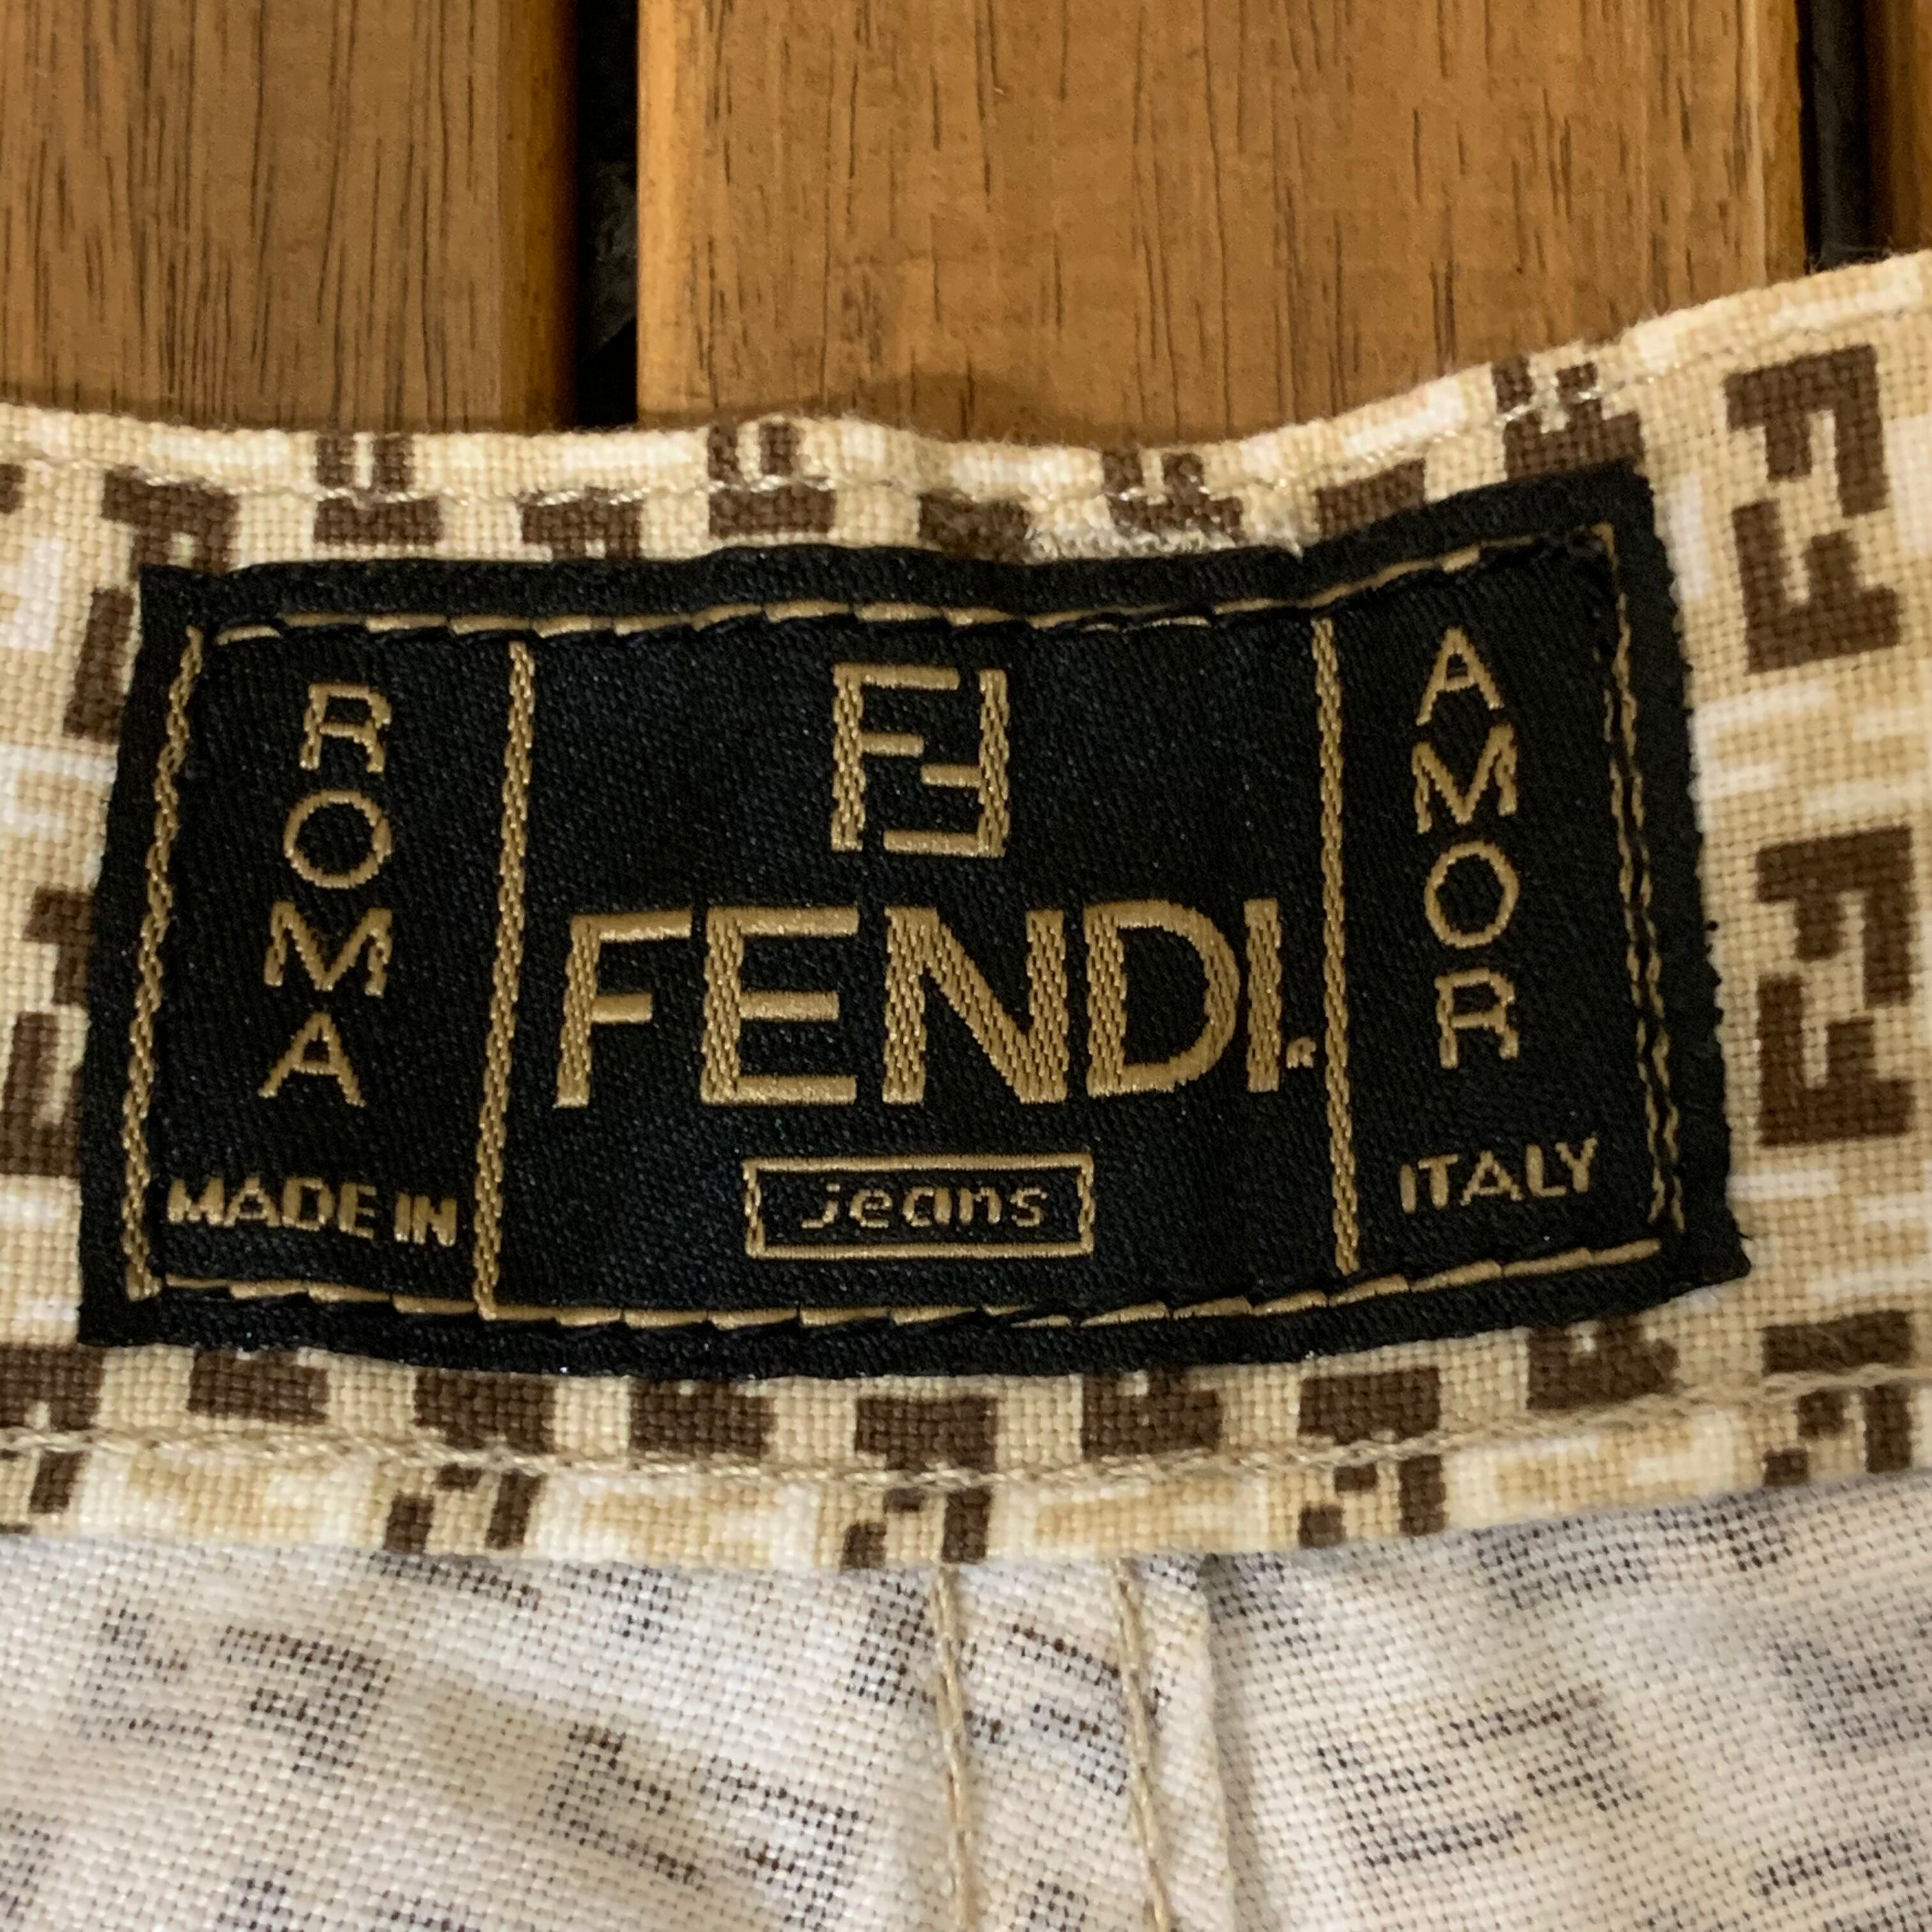 ROMA
MADE IN
FF
FENDI®
jeans
AMOR
ITALY